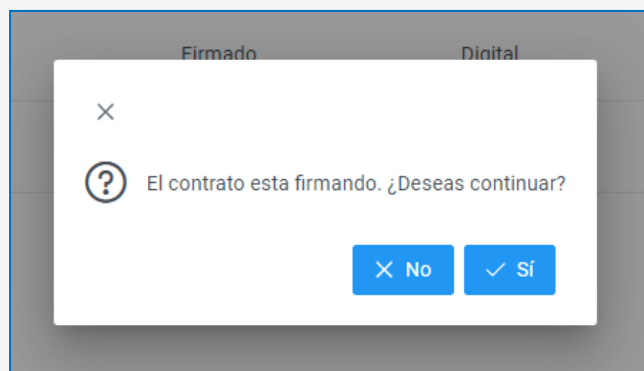 Firmado Digital
El contrato esta firmando. ¿Deseas continuar?
No Sí